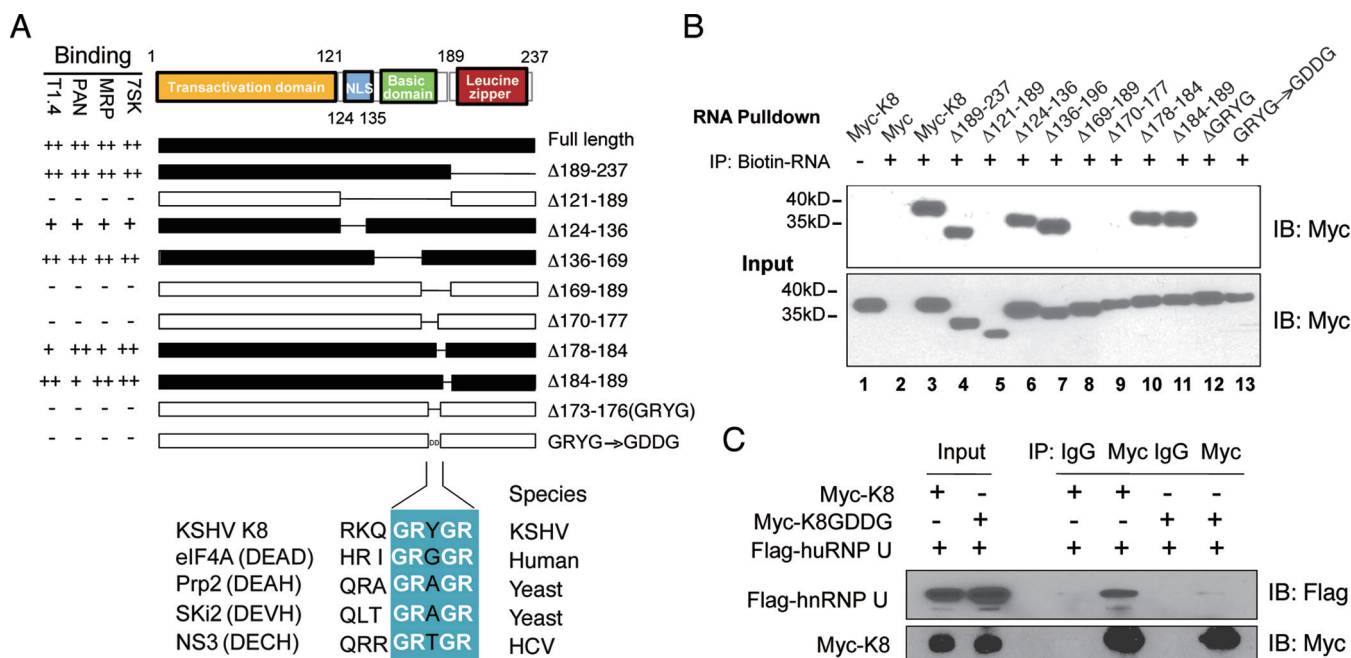 A
Binding
T1.4 PAN MRP 7SK
1 121 189 237
Transactivation domain NLS Basic domain Leucine zipper
124 135
++ ++ ++ ++ Full length
++ ++ ++ ++ Δ189-237
- - - - Δ121-189
+ + + + Δ124-136
++ ++ ++ ++ Δ136-169
- - - - Δ169-189
- - - - Δ170-177
+ ++ + ++ Δ178-184
++ + ++ ++ Δ184-189
- - - - Δ173-176(GRYG)
- - - - DD GRYG→GDDG
Species
KSHV K8 RKQ GRYGR KSHV
eIF4A (DEAD) HR I GRGGR Human
Prp2 (DEAH) QRA GRAGR Yeast
SKi2 (DEVH) QLT GRAGR Yeast
NS3 (DECH) QRR GRTGR HCV
B
RNA Pulldown
Myc-K8 Myc Myc-K8 Δ189-237 Δ121-189 Δ124-136 Δ136-196 Δ169-189 Δ170-177 Δ178-184 Δ184-189 ΔGRYG GRYG→GDDG
IP: Biotin-RNA - + + + + + + + + + + + +
40kD
35kD
IB: Myc
Input
40kD
35kD
IB: Myc
1 2 3 4 5 6 7 8 9 10 11 12 13
C
Input IP: IgG Myc IgG Myc
Myc-K8 + - + + - -
Myc-K8GDDG - + - - + +
Flag-huRNP U + + + + + +
Flag-hnRNP U IB: Flag
Myc-K8 IB: Myc